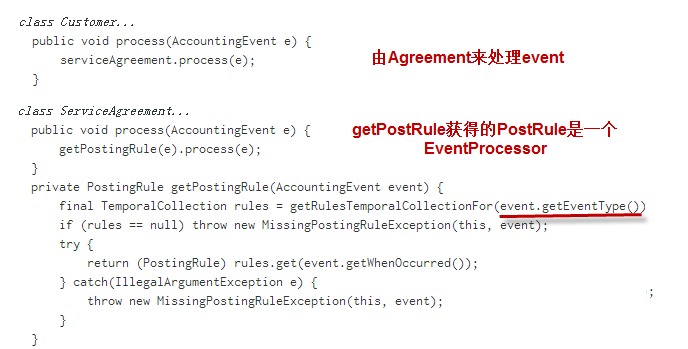 class Customer...
public void process(AccountingEvent e) {
serviceAgreement.process(e);
}
由Agreement来处理event
class ServiceAgreement...
public void process(AccountingEvent e) {
getPostingRule(e).process(e);
}
getPostRule获得的PostRule是一个
EventProcessor
private PostingRule getPostingRule(AccountingEvent event) {
final TemporalCollection rules = getRulesTemporalCollectionFor(event.getEventType())
if (rules == null) throw new MissingPostingRuleException(this, event);
try {
return (PostingRule) rules.get(event.getWhenOccurred());
} catch(IllegalArgumentException e) {
throw new MissingPostingRuleException(this, event);
;
}
}